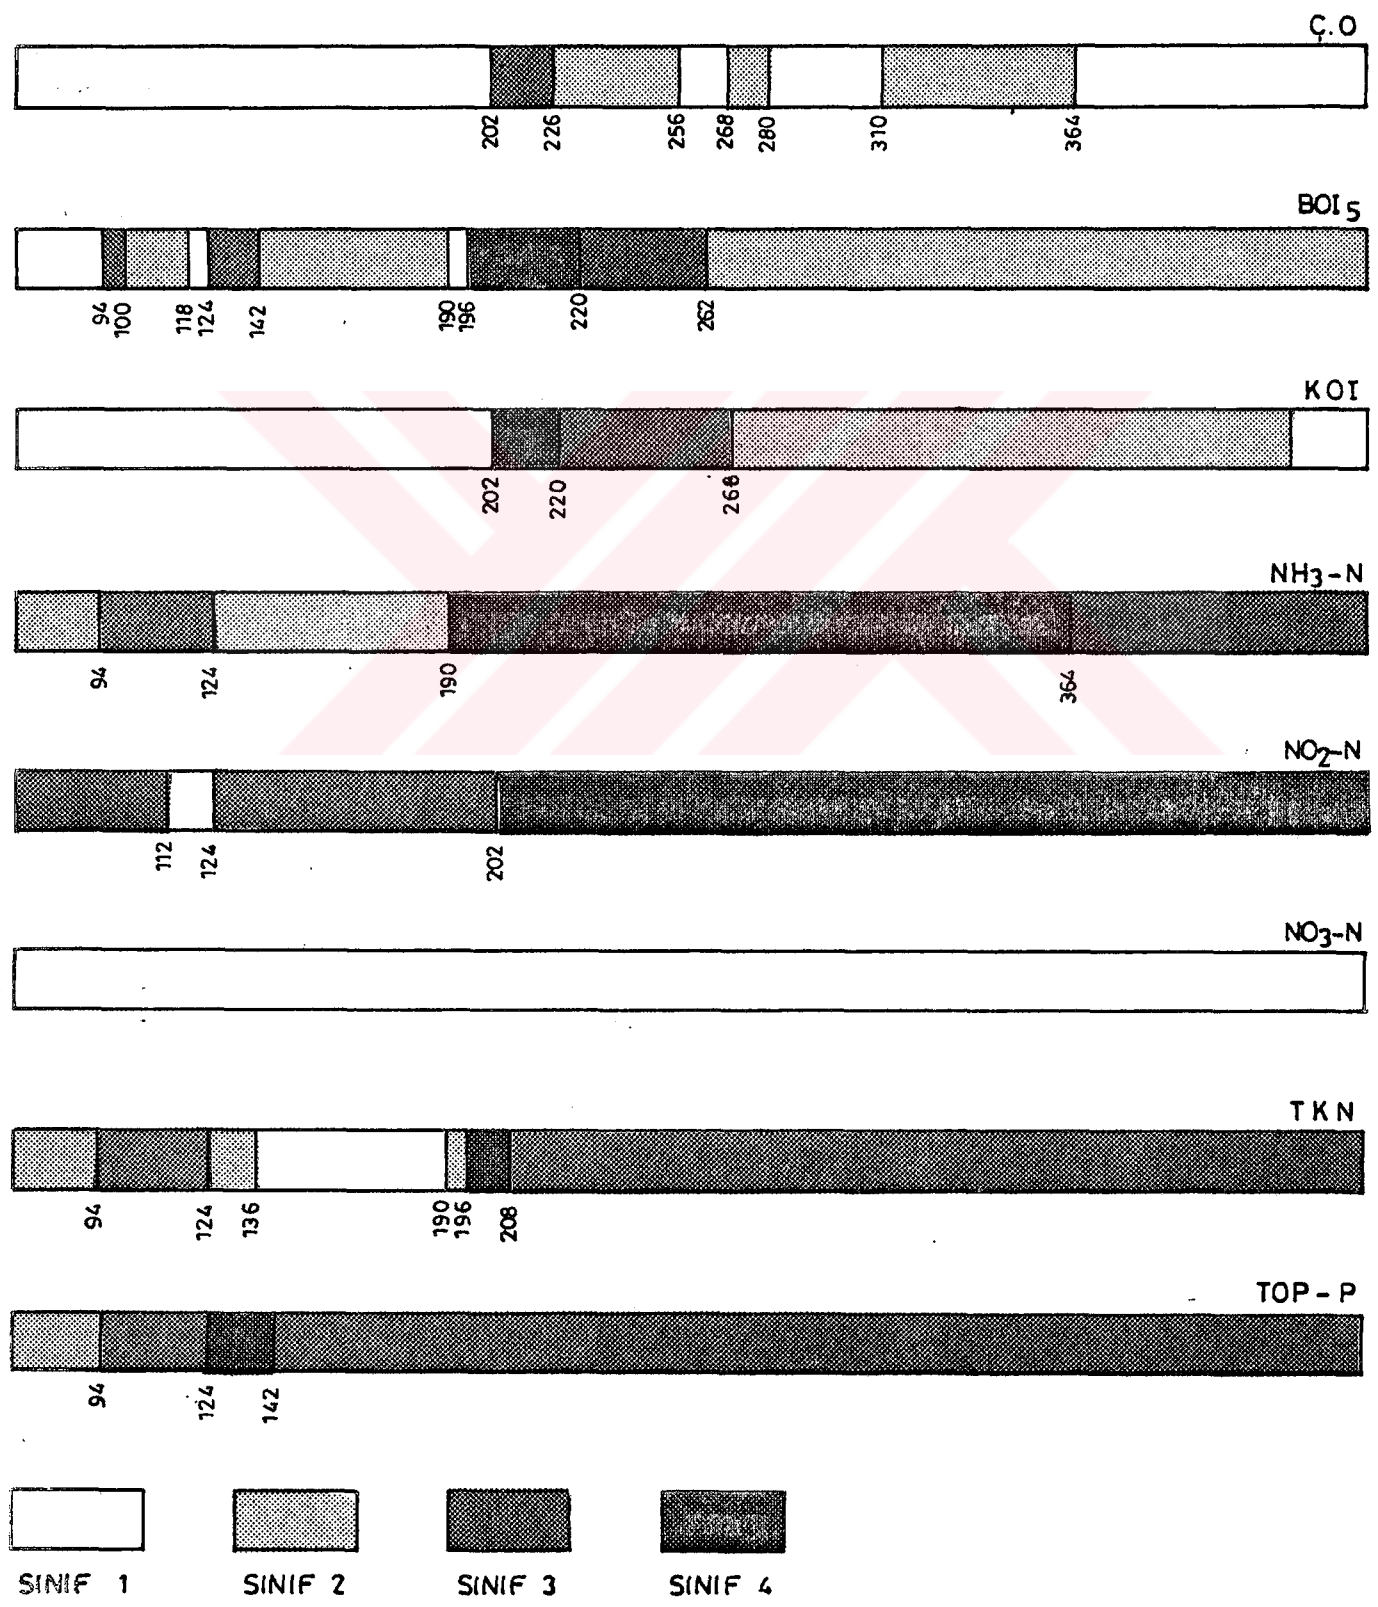 Ç.O
202 226 256 268 280 310 364
BOI5
94 100 118 124 142 190 196 220 262
KOI
202 220 268
NH3-N
94 124 190 364
NO2-N
112 124 202
NO3-N
TKN
94 124 136 190 196 208
TOP-P
94 124 142
SINIF 1 SINIF 2 SINIF 3 SINIF 4